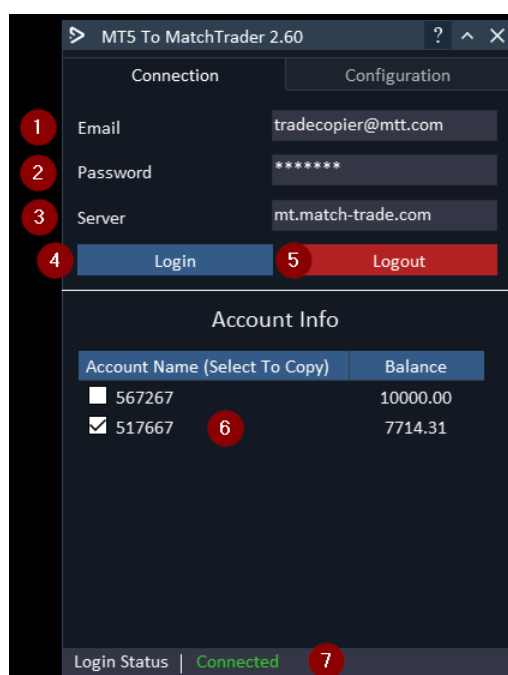 MT5 To MatchTrader 2.60 ? ^ X
Connection Configuration
1 Email tradecopier@mtt.com
2 Password *******
3 Server mt.match-trade.com
4 Login 5 Logout
Account Info
Account Name (Select To Copy) Balance
567267 10000.00
517667 6 7714.31
Login Status | Connected 7